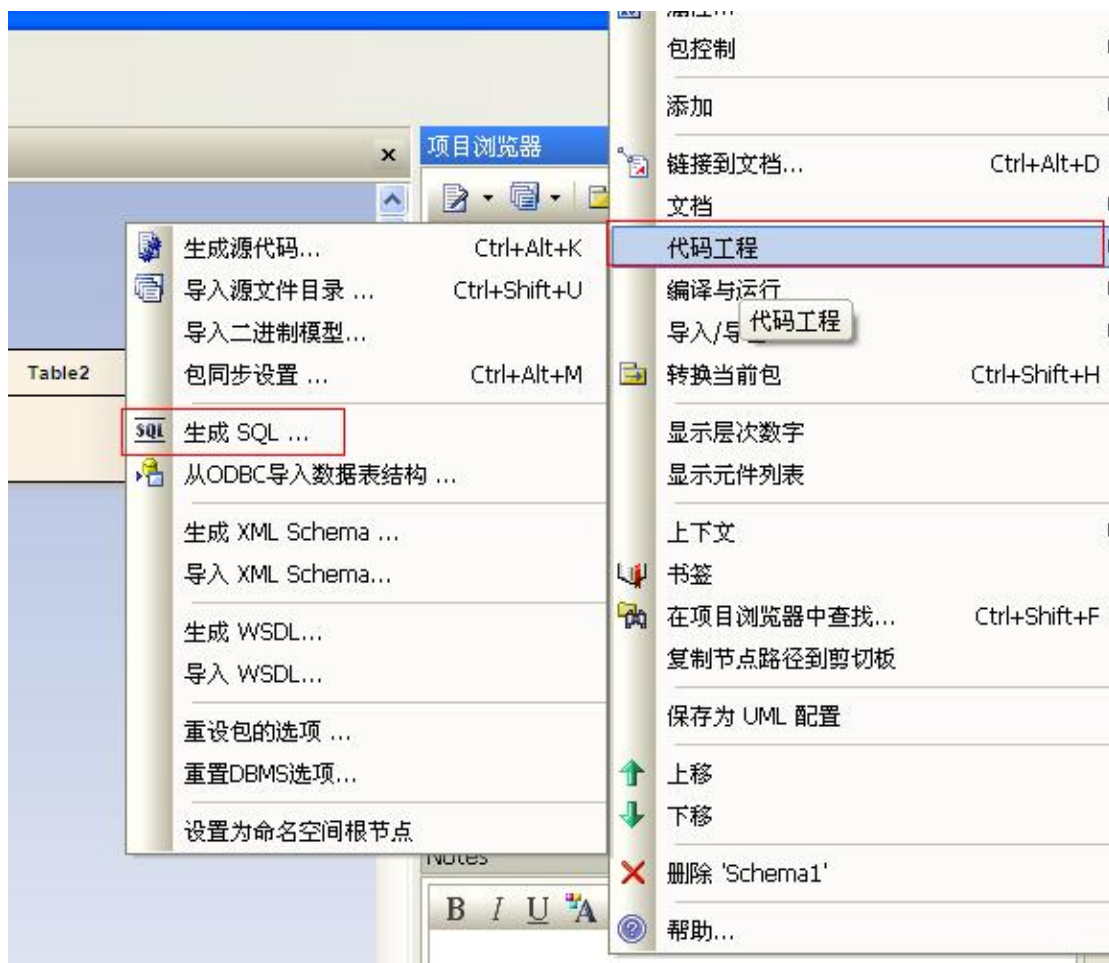 包控制
添加
项目浏览器
链接到文档... Ctrl+Alt+D
文档
生成源代码... Ctrl+Alt+K
代码工程
导入源文件目录 ... Ctrl+Shift+U
编译与运行
导入二进制模型...
导入/导
代码工程
Table2
包同步设置 ... Ctrl+Alt+M
转换当前包 Ctrl+Shift+H
SQL 生成 SQL ...
显示层次数字
从ODBC导入数据表结构 ...
显示元件列表
生成 XML Schema ...
上下文
导入 XML Schema...
书签
生成 WSDL...
在项目浏览器中查找... Ctrl+Shift+F
导入 WSDL...
复制节点路径到剪切板
重设包的选项 ...
保存为 UML 配置
重置DBMS选项...
上移
下移
设置为命名空间根节点
Notes
删除 'Schema1'
B I U A
帮助...